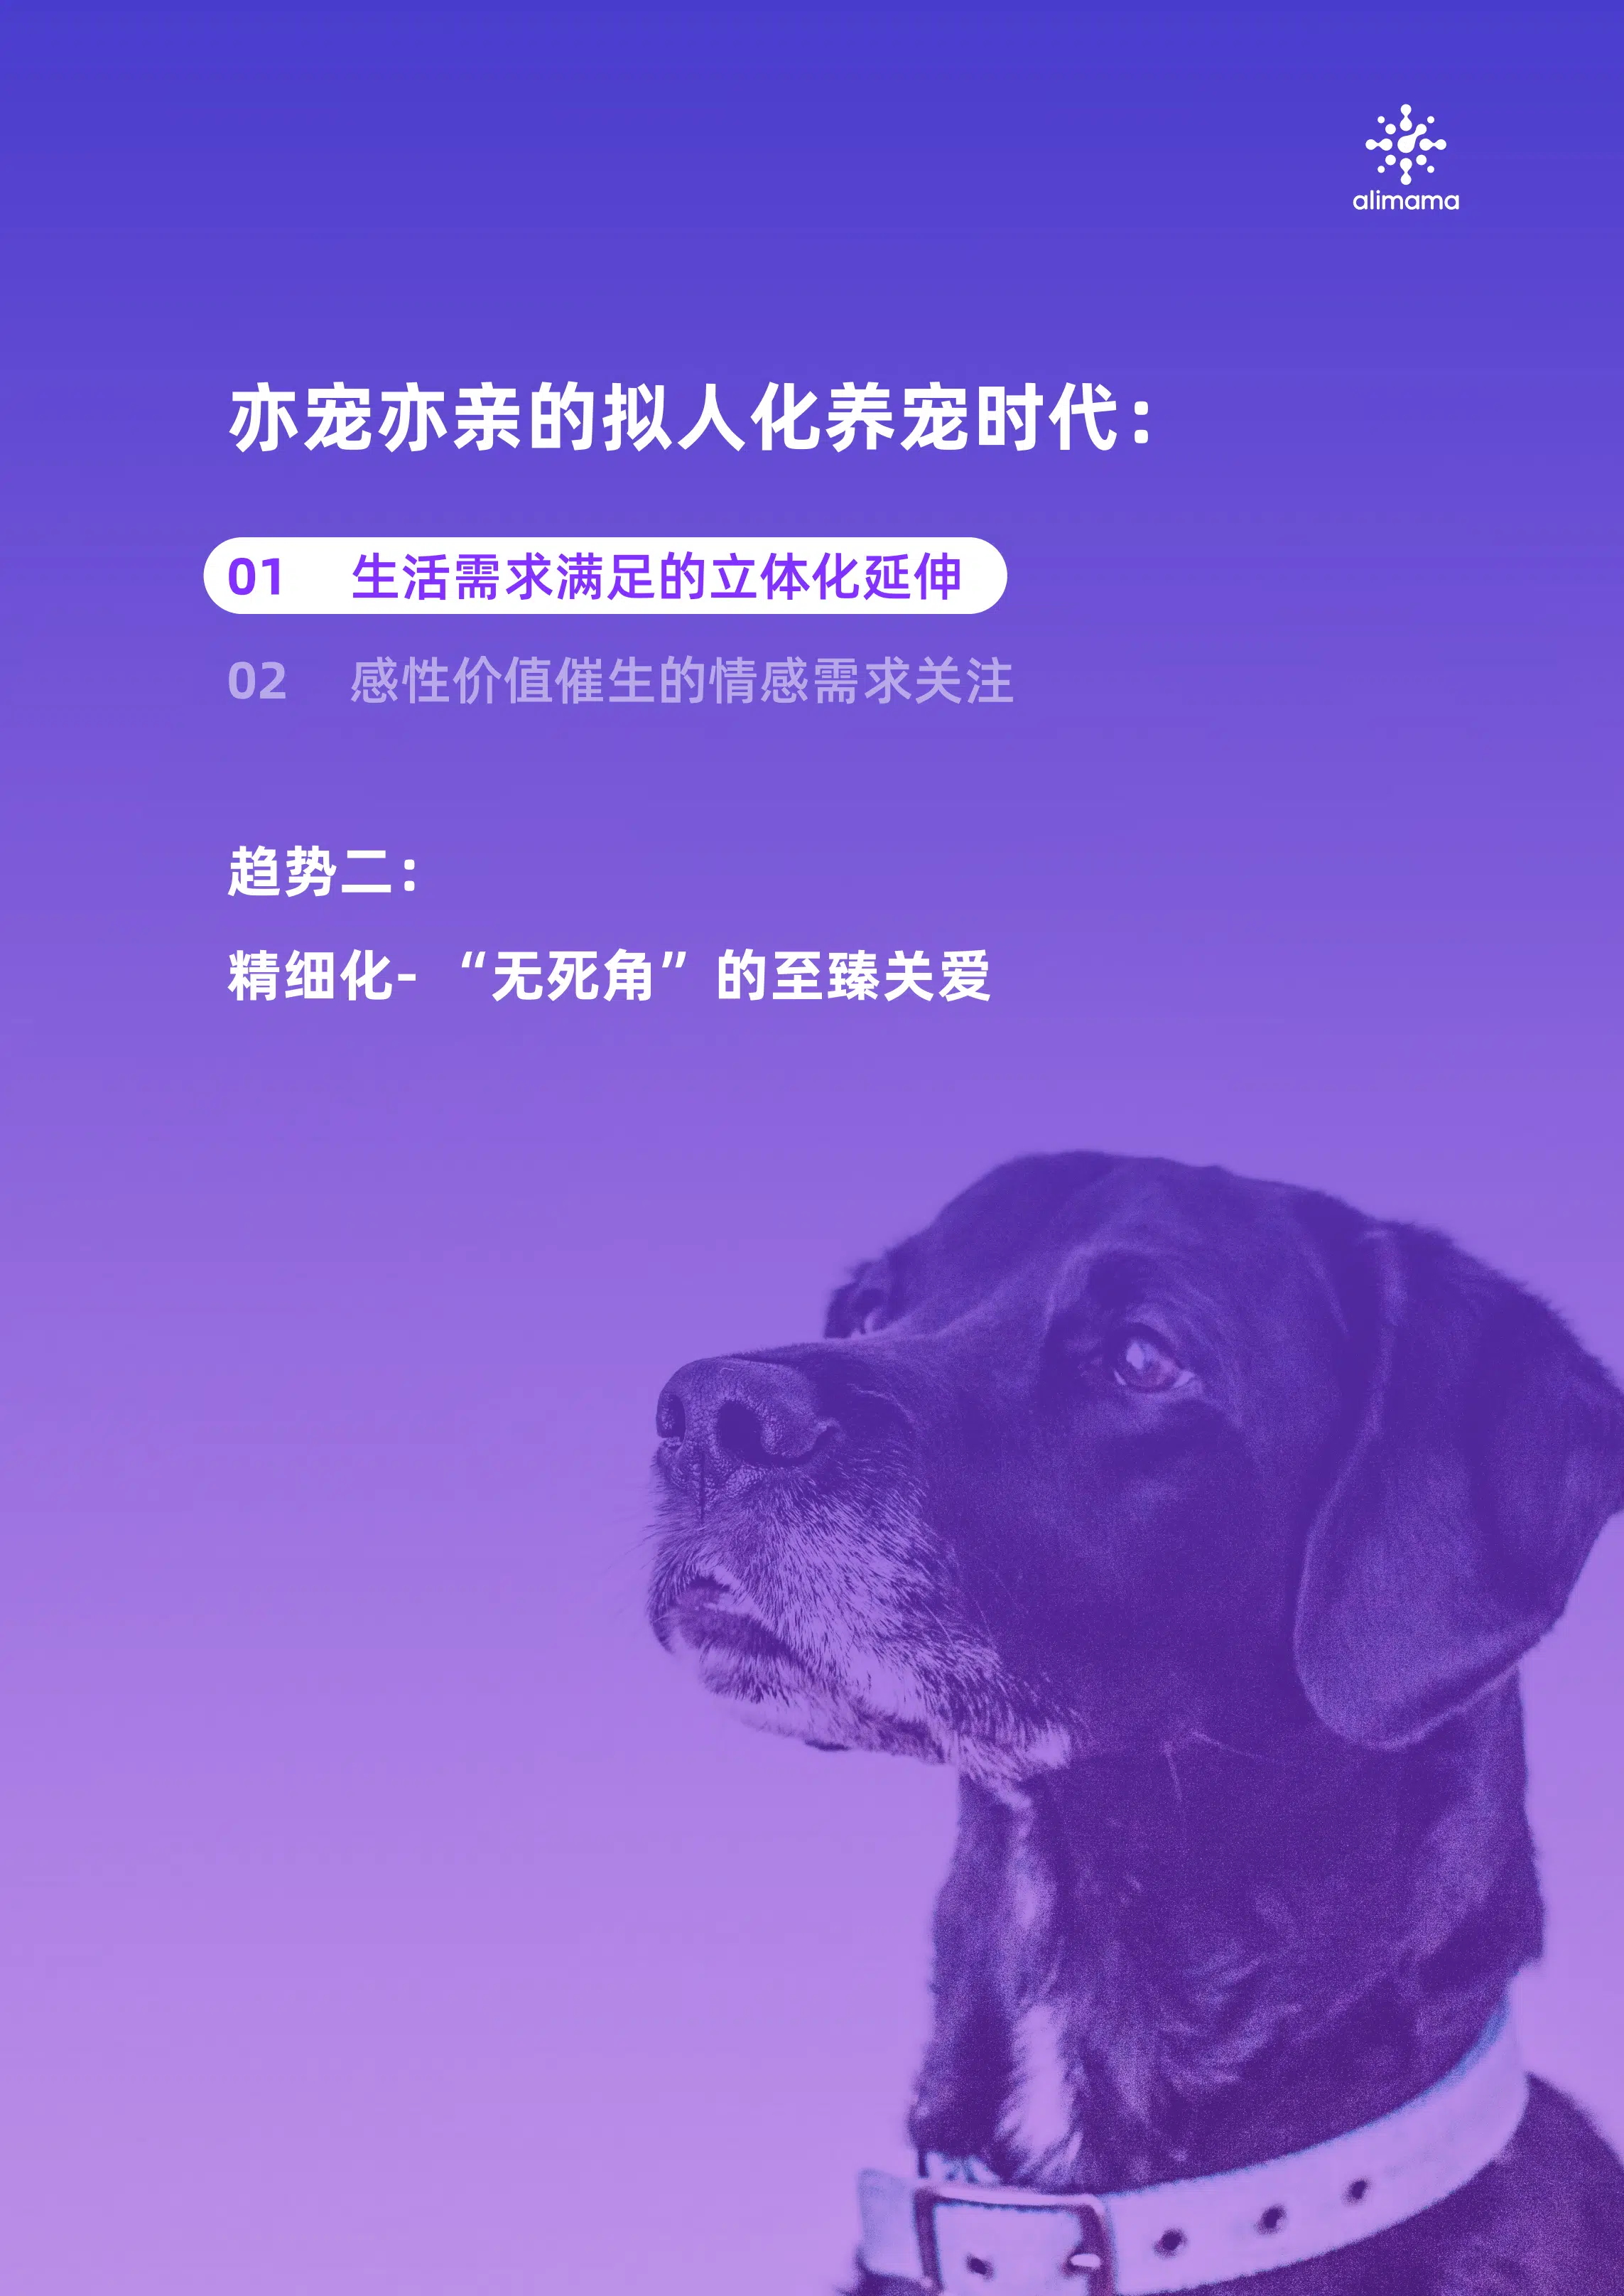 alimama
亦宠亦亲的拟人化养宠时代：
01 生活需求满足的立体化延伸
02 感性价值催生的情感需求关注
趋势二：
精细化- “无死角” 的至臻关爱